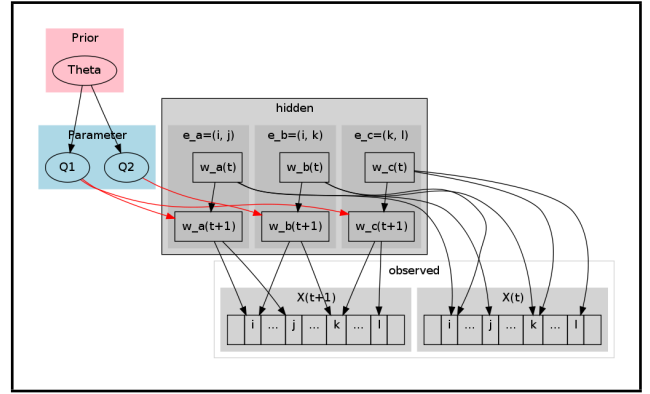 Prior
Theta
Parameter
Q1 Q2
hidden
e_a=(i, j) e_b=(i, k) e_c=(k, l)
w_a(t) w_b(t) w_c(t)
w_a(t+1) w_b(t+1) w_c(t+1)
observed
X(t+1) X(t)
i ... j ... k ... l i ... j ... k ... l